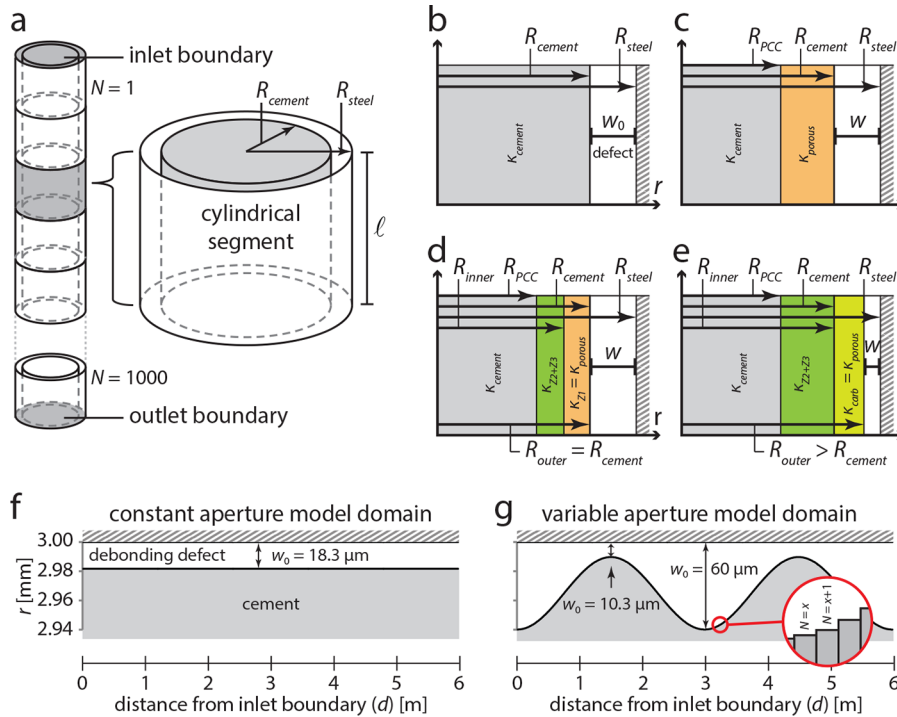 a
inlet boundary
N = 1
R_cement
R_steel
cylindrical
segment
ℓ
N = 1000
outlet boundary
b
R_cement
R_steel
κ_cement
w₀
defect
r
c
R_PCC
R_cement
R_steel
κ_cement
κ_porous
w
r
d
R_inner
R_PCC
R_cement
R_steel
κ_cement
κ_Z2+Z3
κ_Z1 = κ_porous
w
r
R_outer = R_cement
e
R_inner
R_PCC
R_cement
R_steel
κ_cement
κ_Z2+Z3
κ_carb = κ_porous
w
r
R_outer > R_cement
f
constant aperture model domain
3.00
2.98
2.96
2.94
r [mm]
debonding defect
w₀ = 18.3 µm
cement
0 1 2 3 4 5 6
distance from inlet boundary (d) [m]
g
variable aperture model domain
w₀ = 60 µm
w₀ = 10.3 µm
N = x
N = x+1
0 1 2 3 4 5 6
distance from inlet boundary (d) [m]